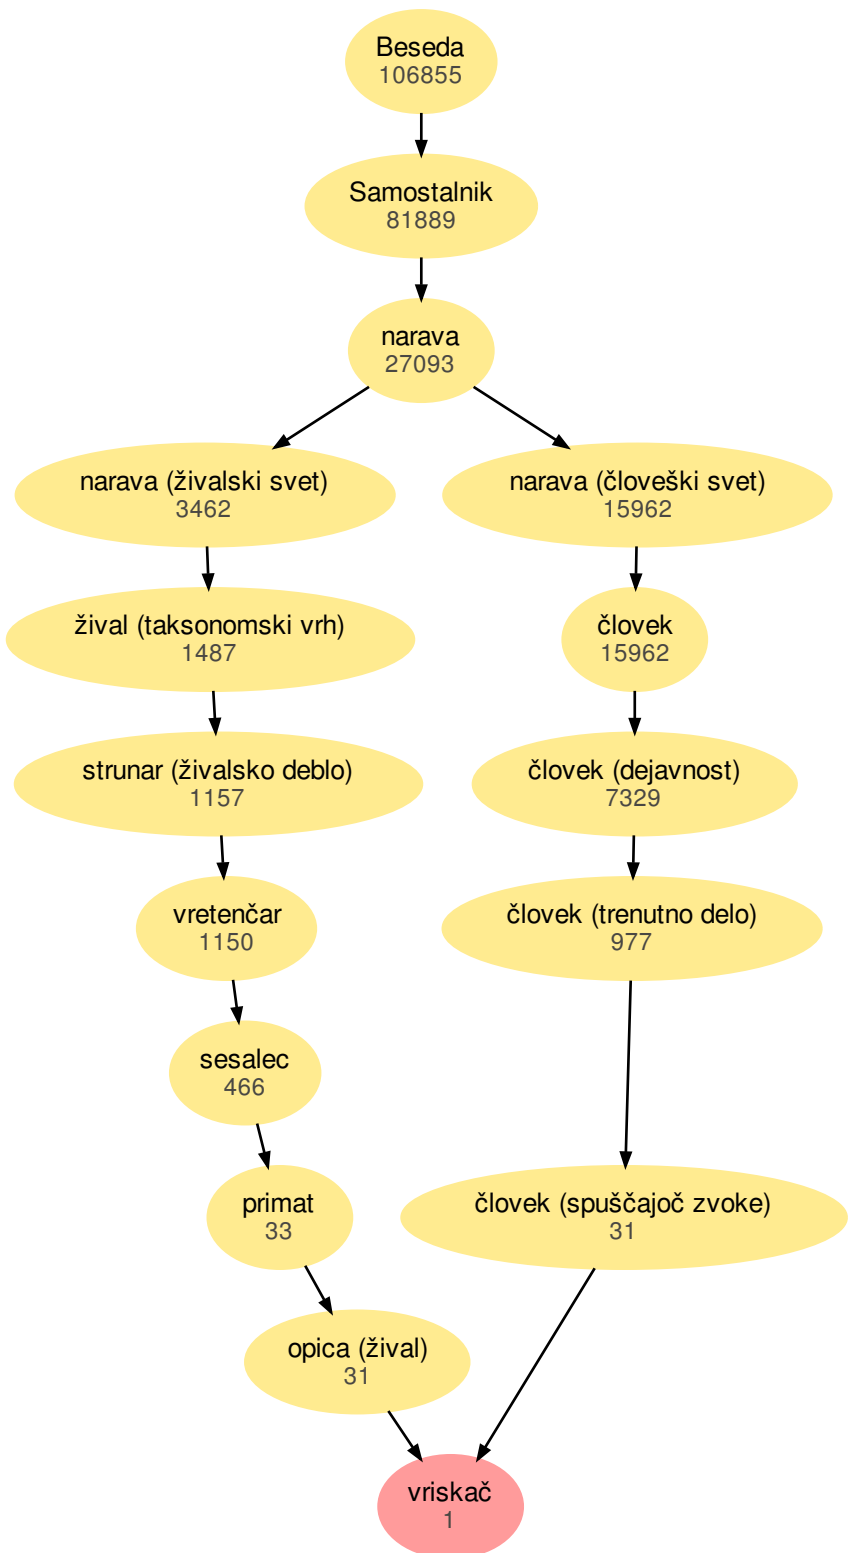 Beseda
106855
Samostalnik
81889
narava
27093
narava (živalski svet)
3462
narava (človeški svet)
15962
žival (taksonomski vrh)
1487
človek
15962
strunar (živalsko deblo)
1157
človek (dejavnost)
7329
vretenčar
1150
človek (trenutno delo)
977
sesalec
466
primat
33
človek (spuščajoč zvoke)
31
opica (žival)
31
vriskač
1